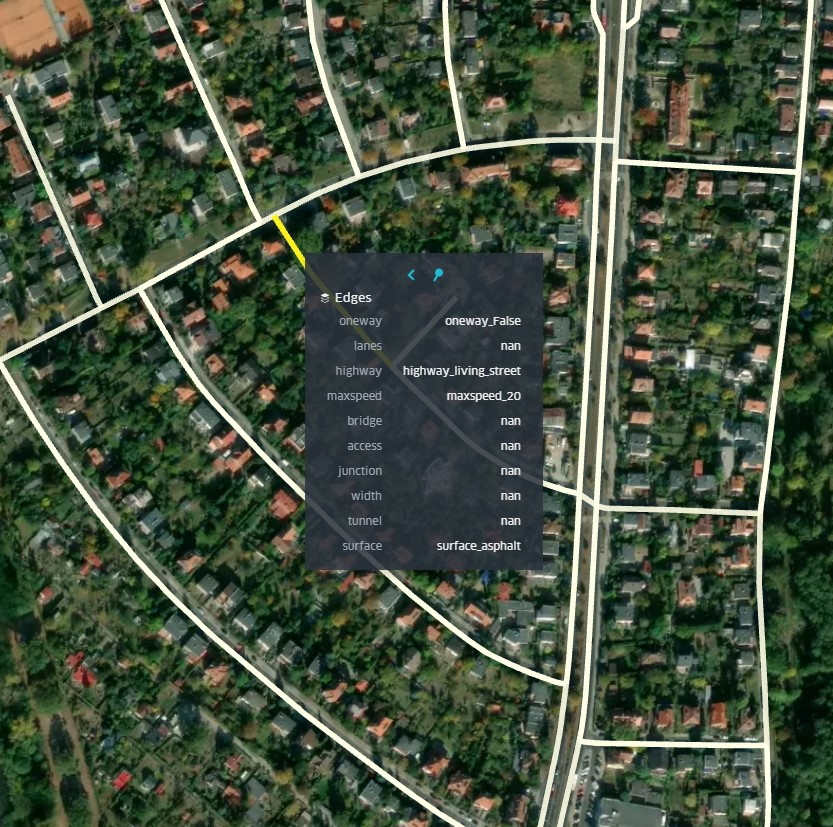 Edges
oneway oneway_False
lanes nan
highway highway_living_street
maxspeed maxspeed_20
bridge nan
access nan
junction nan
width nan
tunnel nan
surface surface_asphalt